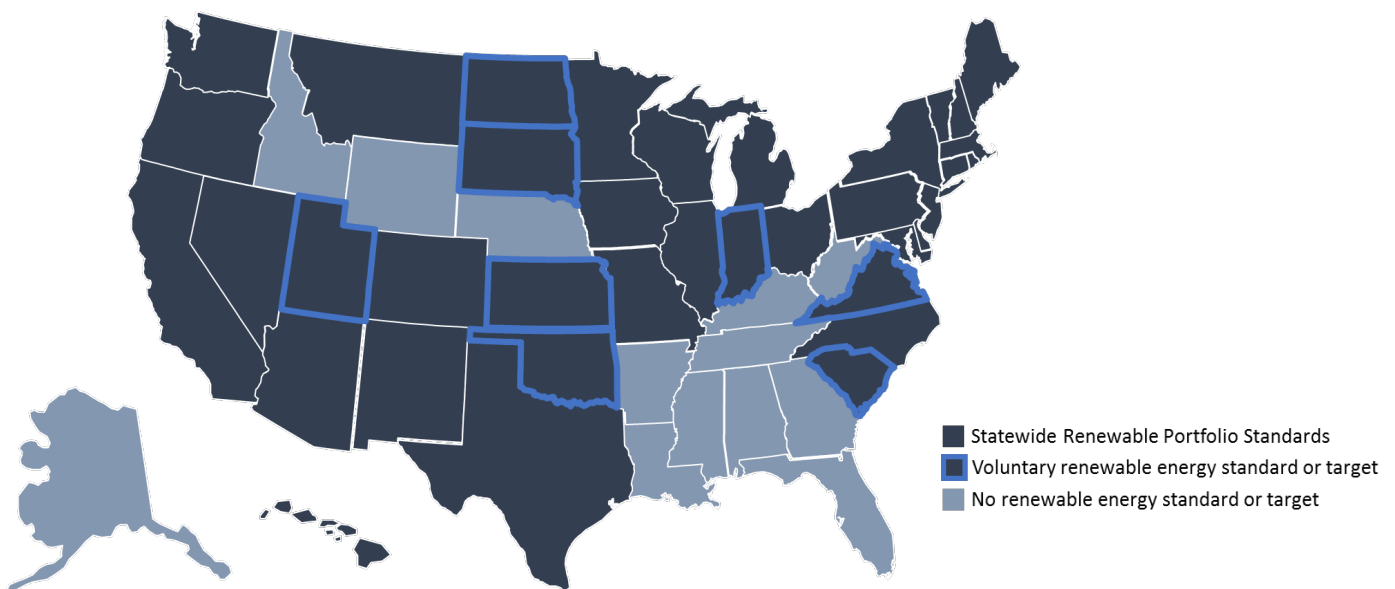 Statewide Renewable Portfolio Standards
Voluntary renewable energy standard or target
No renewable energy standard or target